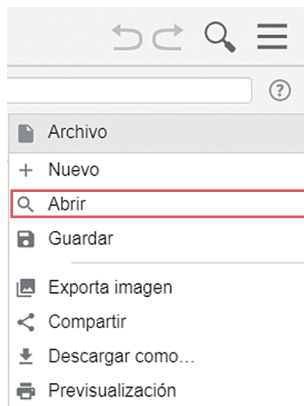 ?
Archivo
Nuevo
Abrir
Guardar
Exporta imagen
Compartir
Descargar como...
Previsualización